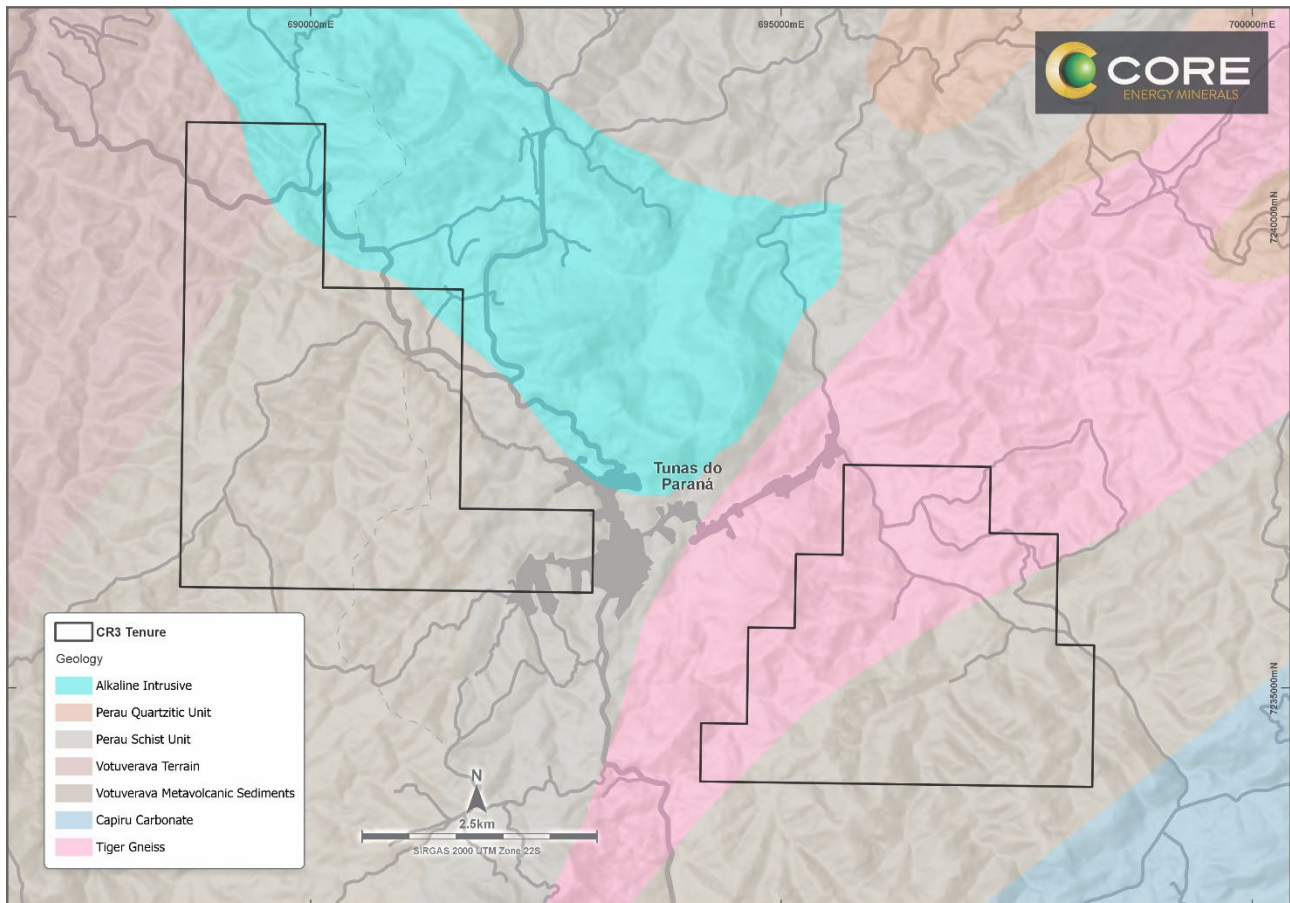 690000mE
695000mE
700000mE
CORE
ENERGY MINERALS
7240000mN
Tunas do
Paraná
7235000mN
CR3 Tenure
Geology
Alkaline Intrusive
Perau Quartzitic Unit
Perau Schist Unit
Votuverava Terrain
Votuverava Metavolcanic Sediments
Capiru Carbonate
Tiger Gneiss
N
2.5km
SIRGAS 2000 UTM Zone 22S